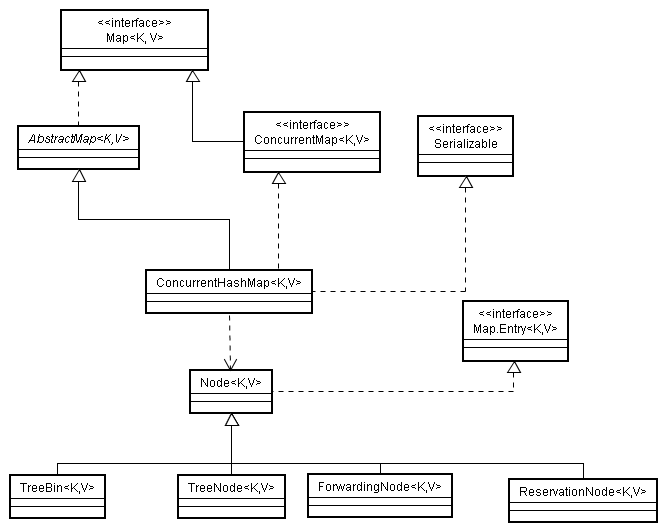 <<interface>>
Map<K, V>
AbstractMap<K,V>
<<interface>>
ConcurrentMap<K,V>
<<interface>>
Serializable
ConcurrentHashMap<K,V>
<<interface>>
Map.Entry<K,V>
Node<K,V>
TreeBin<K,V>
TreeNode<K,V>
ForwardingNode<K,V>
ReservationNode<K,V>